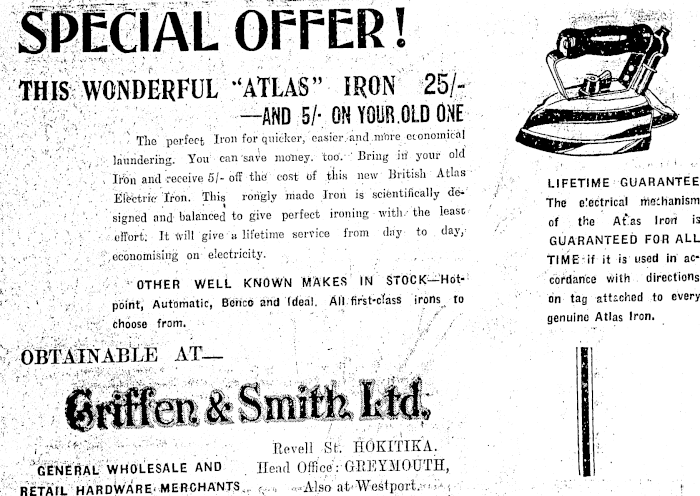 SPECIAL OFFER!
THIS WONDERFUL "ATLAS" IRON 25/-
—AND 5/- ON YOUR OLD ONE
The perfect Iron for quicker, easier and more economical
laundering. You can save money, too. Bring in your old
Iron and receive 5/- off the cost of this new British Atlas
Electric Iron. This rongly made Iron is scientifically de-
signed and balanced to give perfect ironing with the least
effort. It will give a lifetime service from day to day,
economising on electricity.
OTHER WELL KNOWN MAKES IN STOCK—Hot-
point, Automatic, Benco and Ideal. All first-class irons to
choose from.
OBTAINABLE AT—
Griffen & Smith Ltd.
GENERAL WHOLESALE AND
RETAIL HARDWARE MERCHANTS
Revell St. HOKITIKA.
Head Office: GREYMOUTH,
Also at Westport.
LIFETIME GUARANTEE
The electrical mechanism
of the Atlas Iron is
GUARANTEED FOR ALL
TIME if it is used in ac-
cordance with directions
on tag attached to every
genuine Atlas Iron.